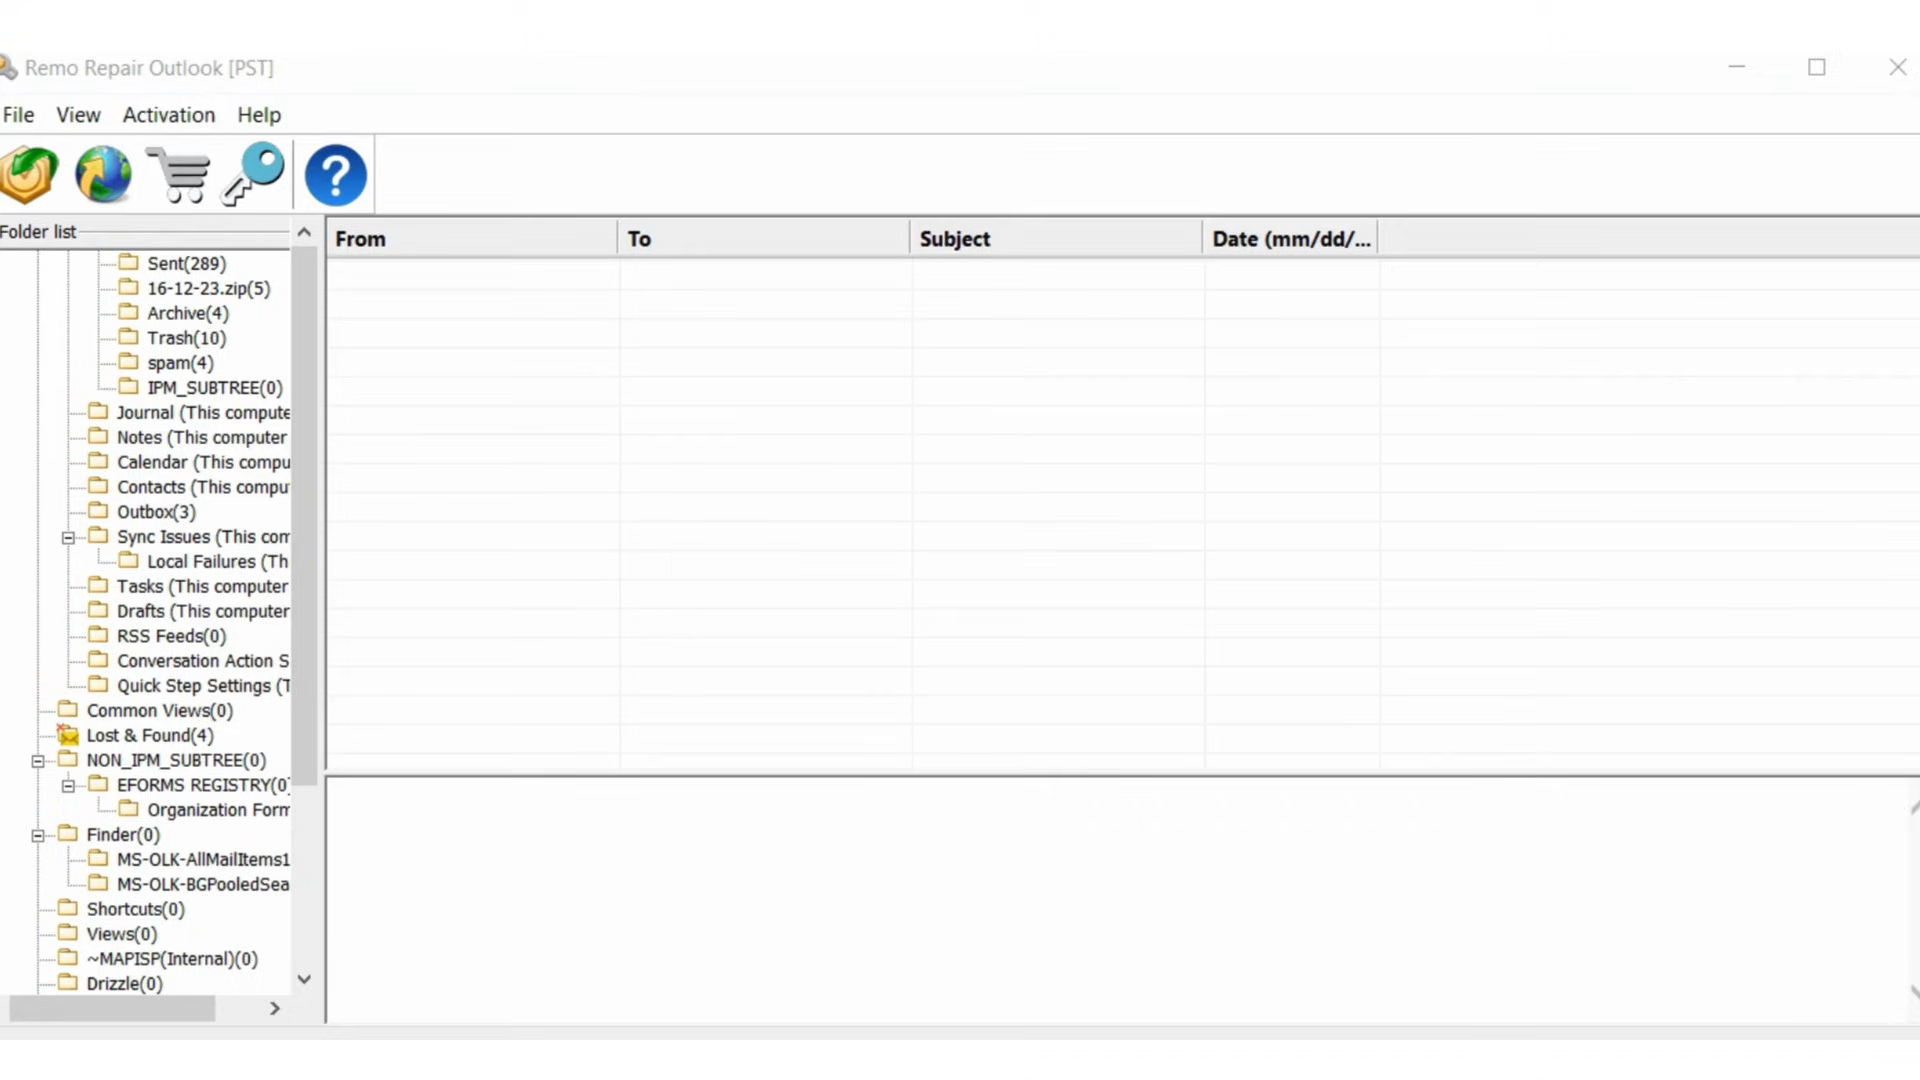 Remo Repair Outlook [PST]
File View Activation Help
?
Folder list
Sent(289)
16-12-23.zip(5)
Archive(4)
Trash(10)
spam(4)
IPM_SUBTREE(0)
Journal (This compute
Notes (This computer
Calendar (This compu
Contacts (This compu
Outbox(3)
Sync Issues (This com
Local Failures (Th
Tasks (This computer
Drafts (This computer
RSS Feeds(0)
Conversation Action S
Quick Step Settings (T
Common Views(0)
Lost & Found(4)
NON_IPM_SUBTREE(0)
EFORMS REGISTRY(0)
Organization Form
Finder(0)
MS-OLK-AllMailItems1
MS-OLK-BGPooledSea
Shortcuts(0)
Views(0)
~MAPISP(Internal)(0)
Drizzle(0)
From To Subject Date (mm/dd/...